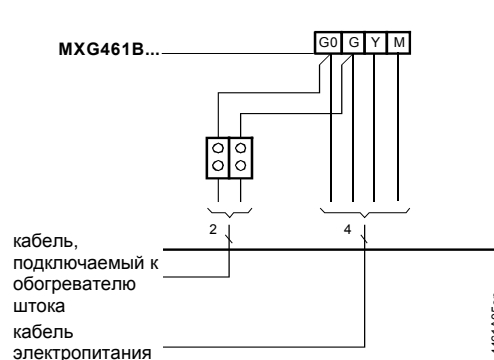 MXG461B...
G0 G Y M
2
4
кабель,
подключаемый к
обогревателю
штока
кабель
электропитания